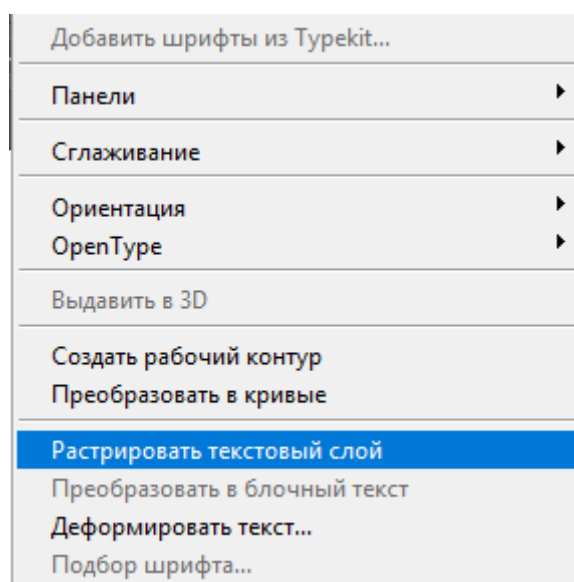 Добавить шрифты из Typekit...
Панели
Сглаживание
Ориентация
OpenType
Выдавить в 3D
Создать рабочий контур
Преобразовать в кривые
Растрировать текстовый слой
Преобразовать в блочный текст
Деформировать текст...
Подбор шрифта...